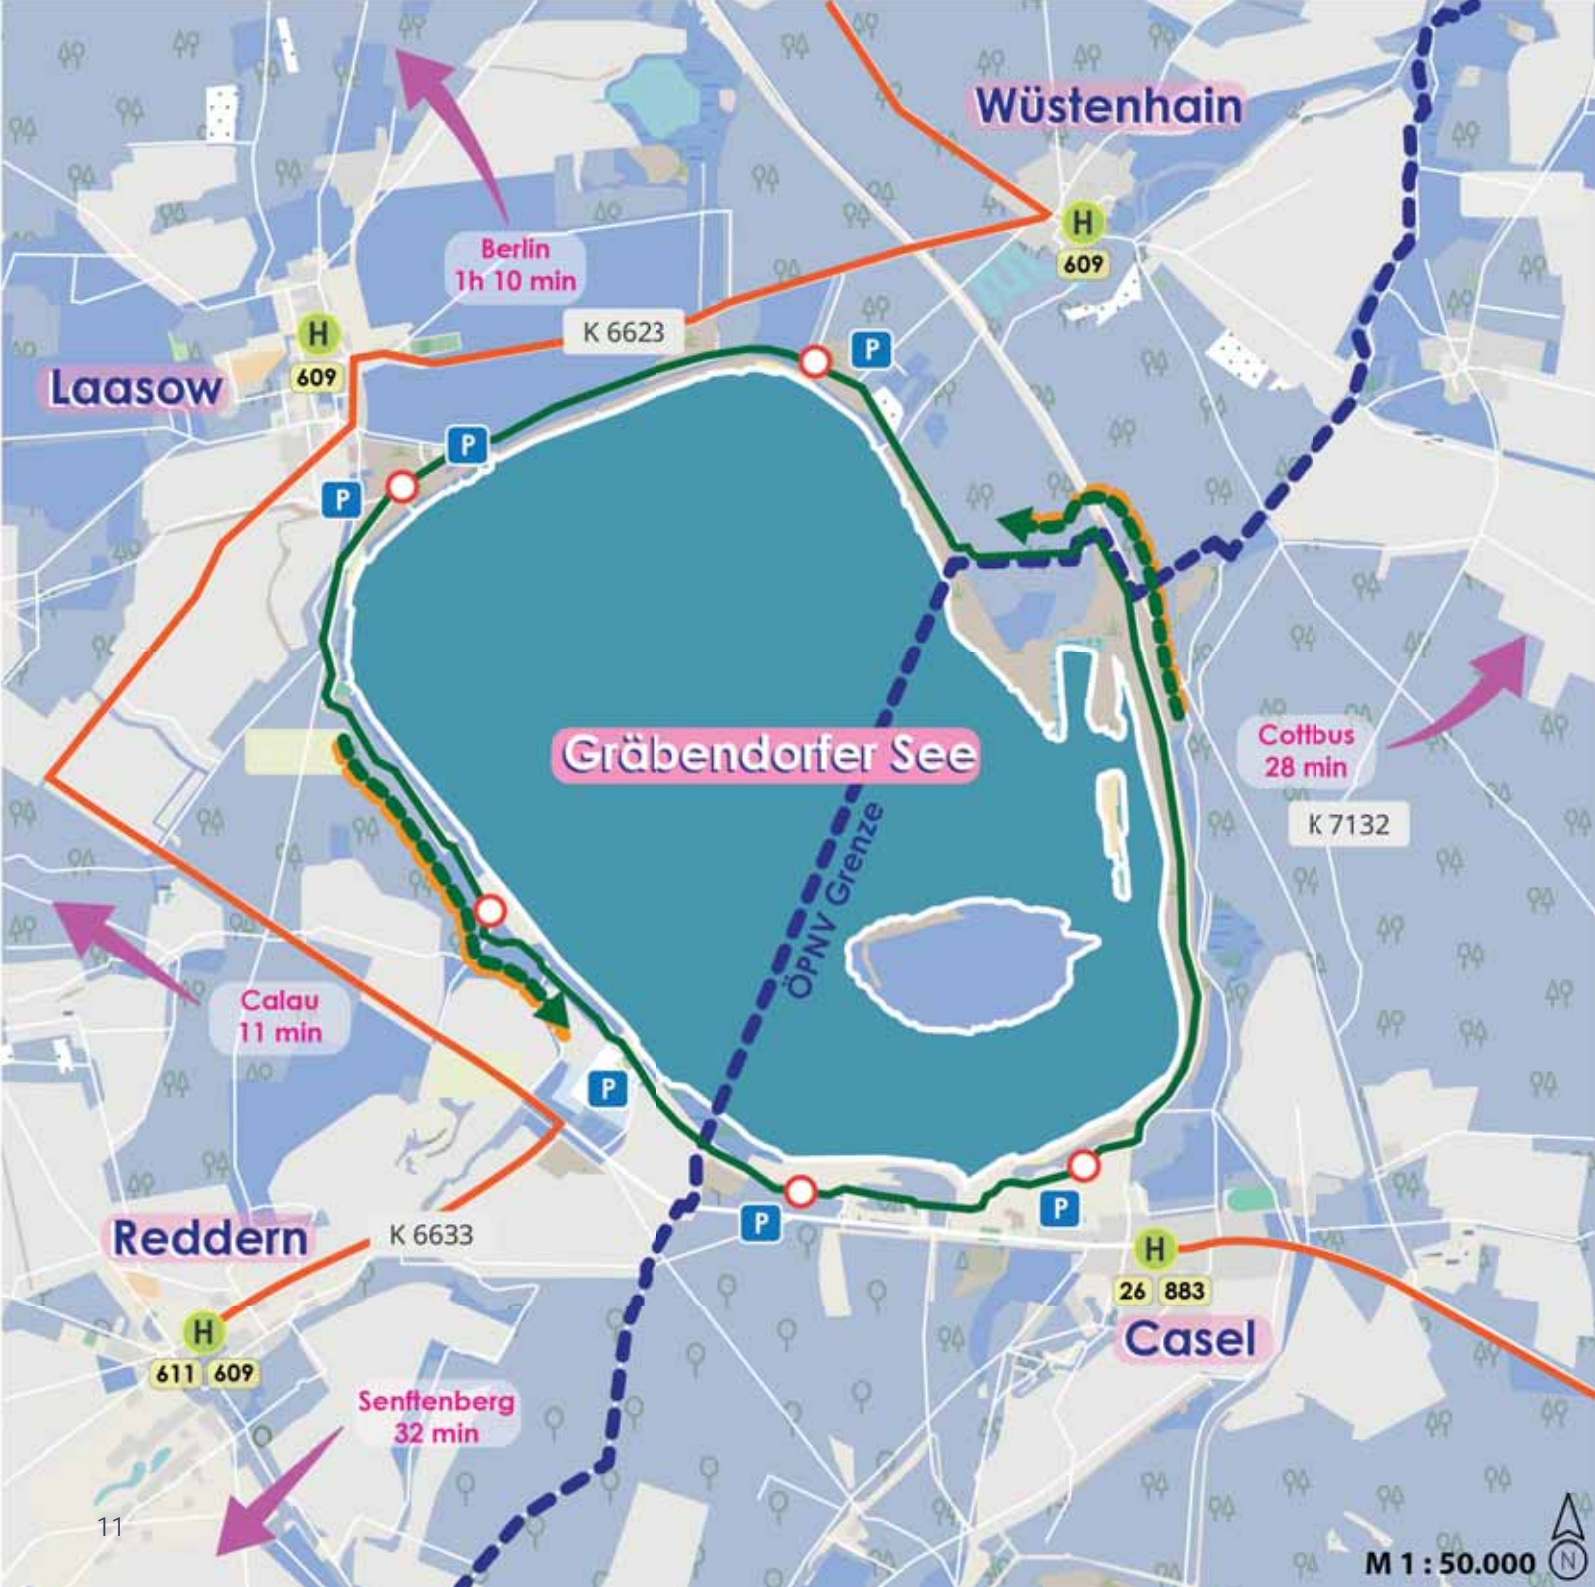 Wüstenhain
H
609
Berlin
1h 10 min
K 6623
H
609
Laasow
P
P
P
Gräbendorfer See
Cottbus
28 min
K 7132
ÖPNV Grenze
Calau
11 min
P
P
P
Reddern
K 6633
H
26 883
Casel
H
611 609
Senftenberg
32 min
11
M 1 : 50.000
N